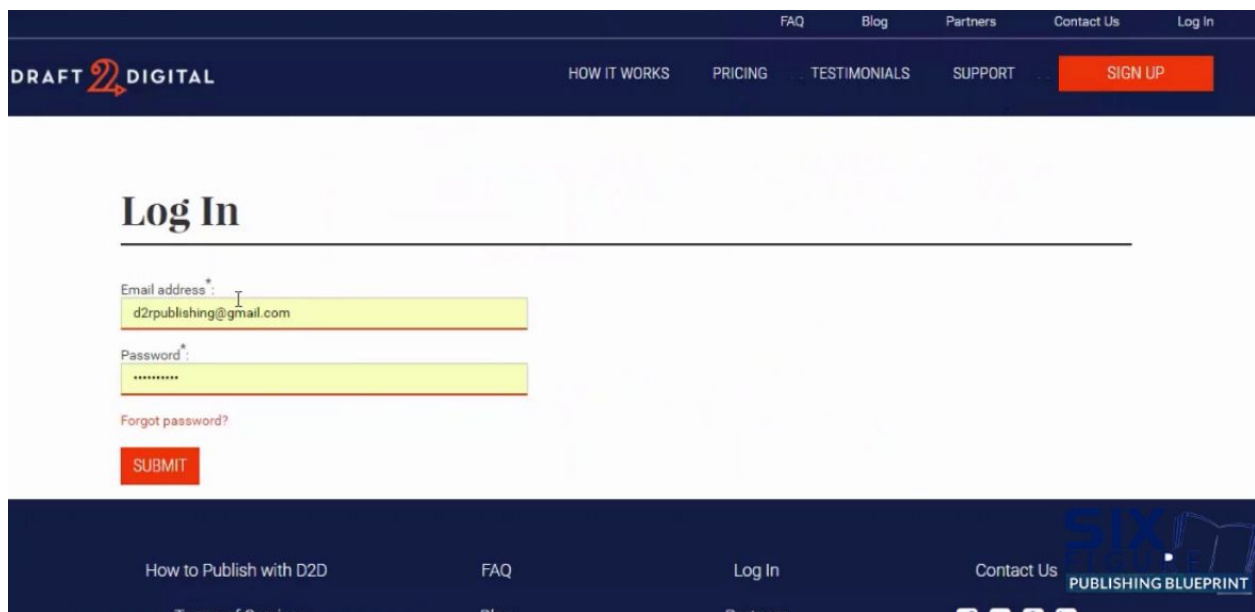 FAQ Blog Partners Contact Us Log In
DRAFT2DIGITAL HOW IT WORKS PRICING TESTIMONIALS SUPPORT SIGN UP
Log In
Email address*:
d2rpublishing@gmail.com
Password*:
••••••••••
Forgot password?
SUBMIT
How to Publish with D2D FAQ Log In Contact Us
SIX
FIGURE
PUBLISHING BLUEPRINT